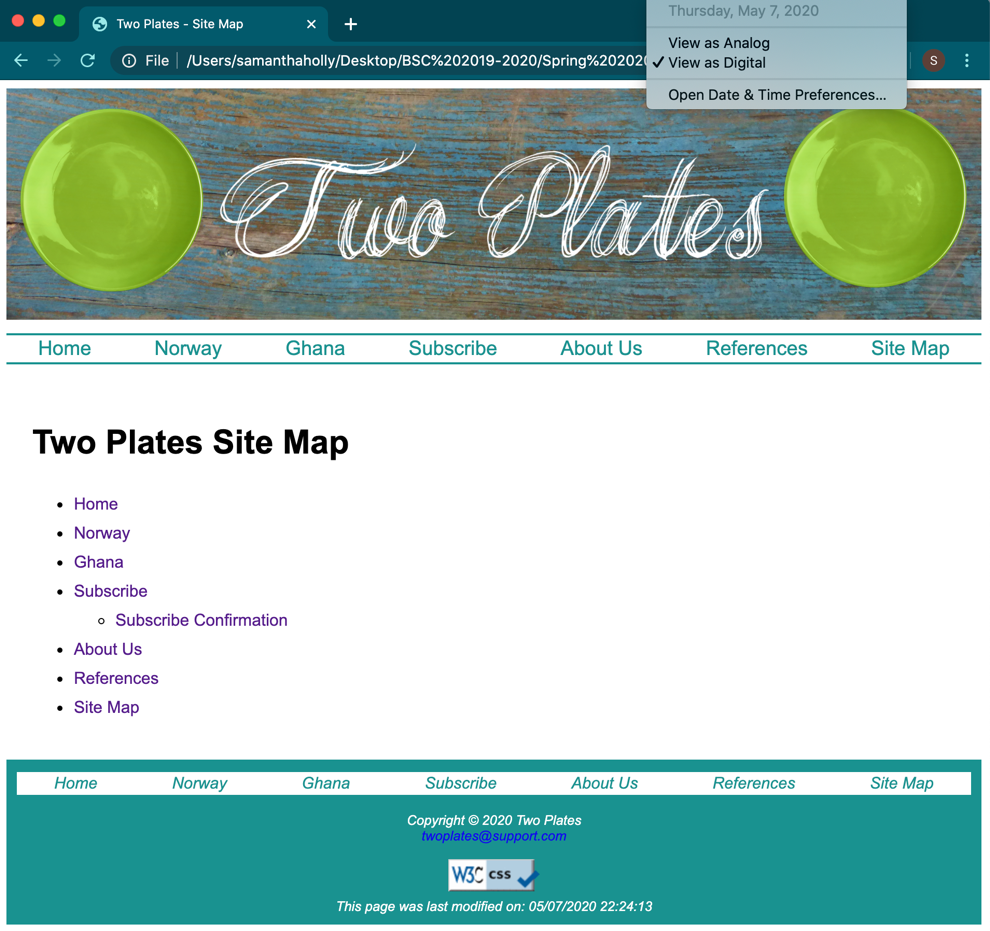 Two Plates - Site Map
Thursday, May 7, 2020
View as Analog
✓ View as Digital
Open Date & Time Preferences...
File | /Users/samanthaholly/Desktop/BSC%202019-2020/Spring%20202
S
Two Plates
Home Norway Ghana Subscribe About Us References Site Map
Two Plates Site Map
• Home
• Norway
• Ghana
• Subscribe
◦ Subscribe Confirmation
• About Us
• References
• Site Map
Home Norway Ghana Subscribe About Us References Site Map
Copyright © 2020 Two Plates
twoplates@support.com
W3C css
This page was last modified on: 05/07/2020 22:24:13